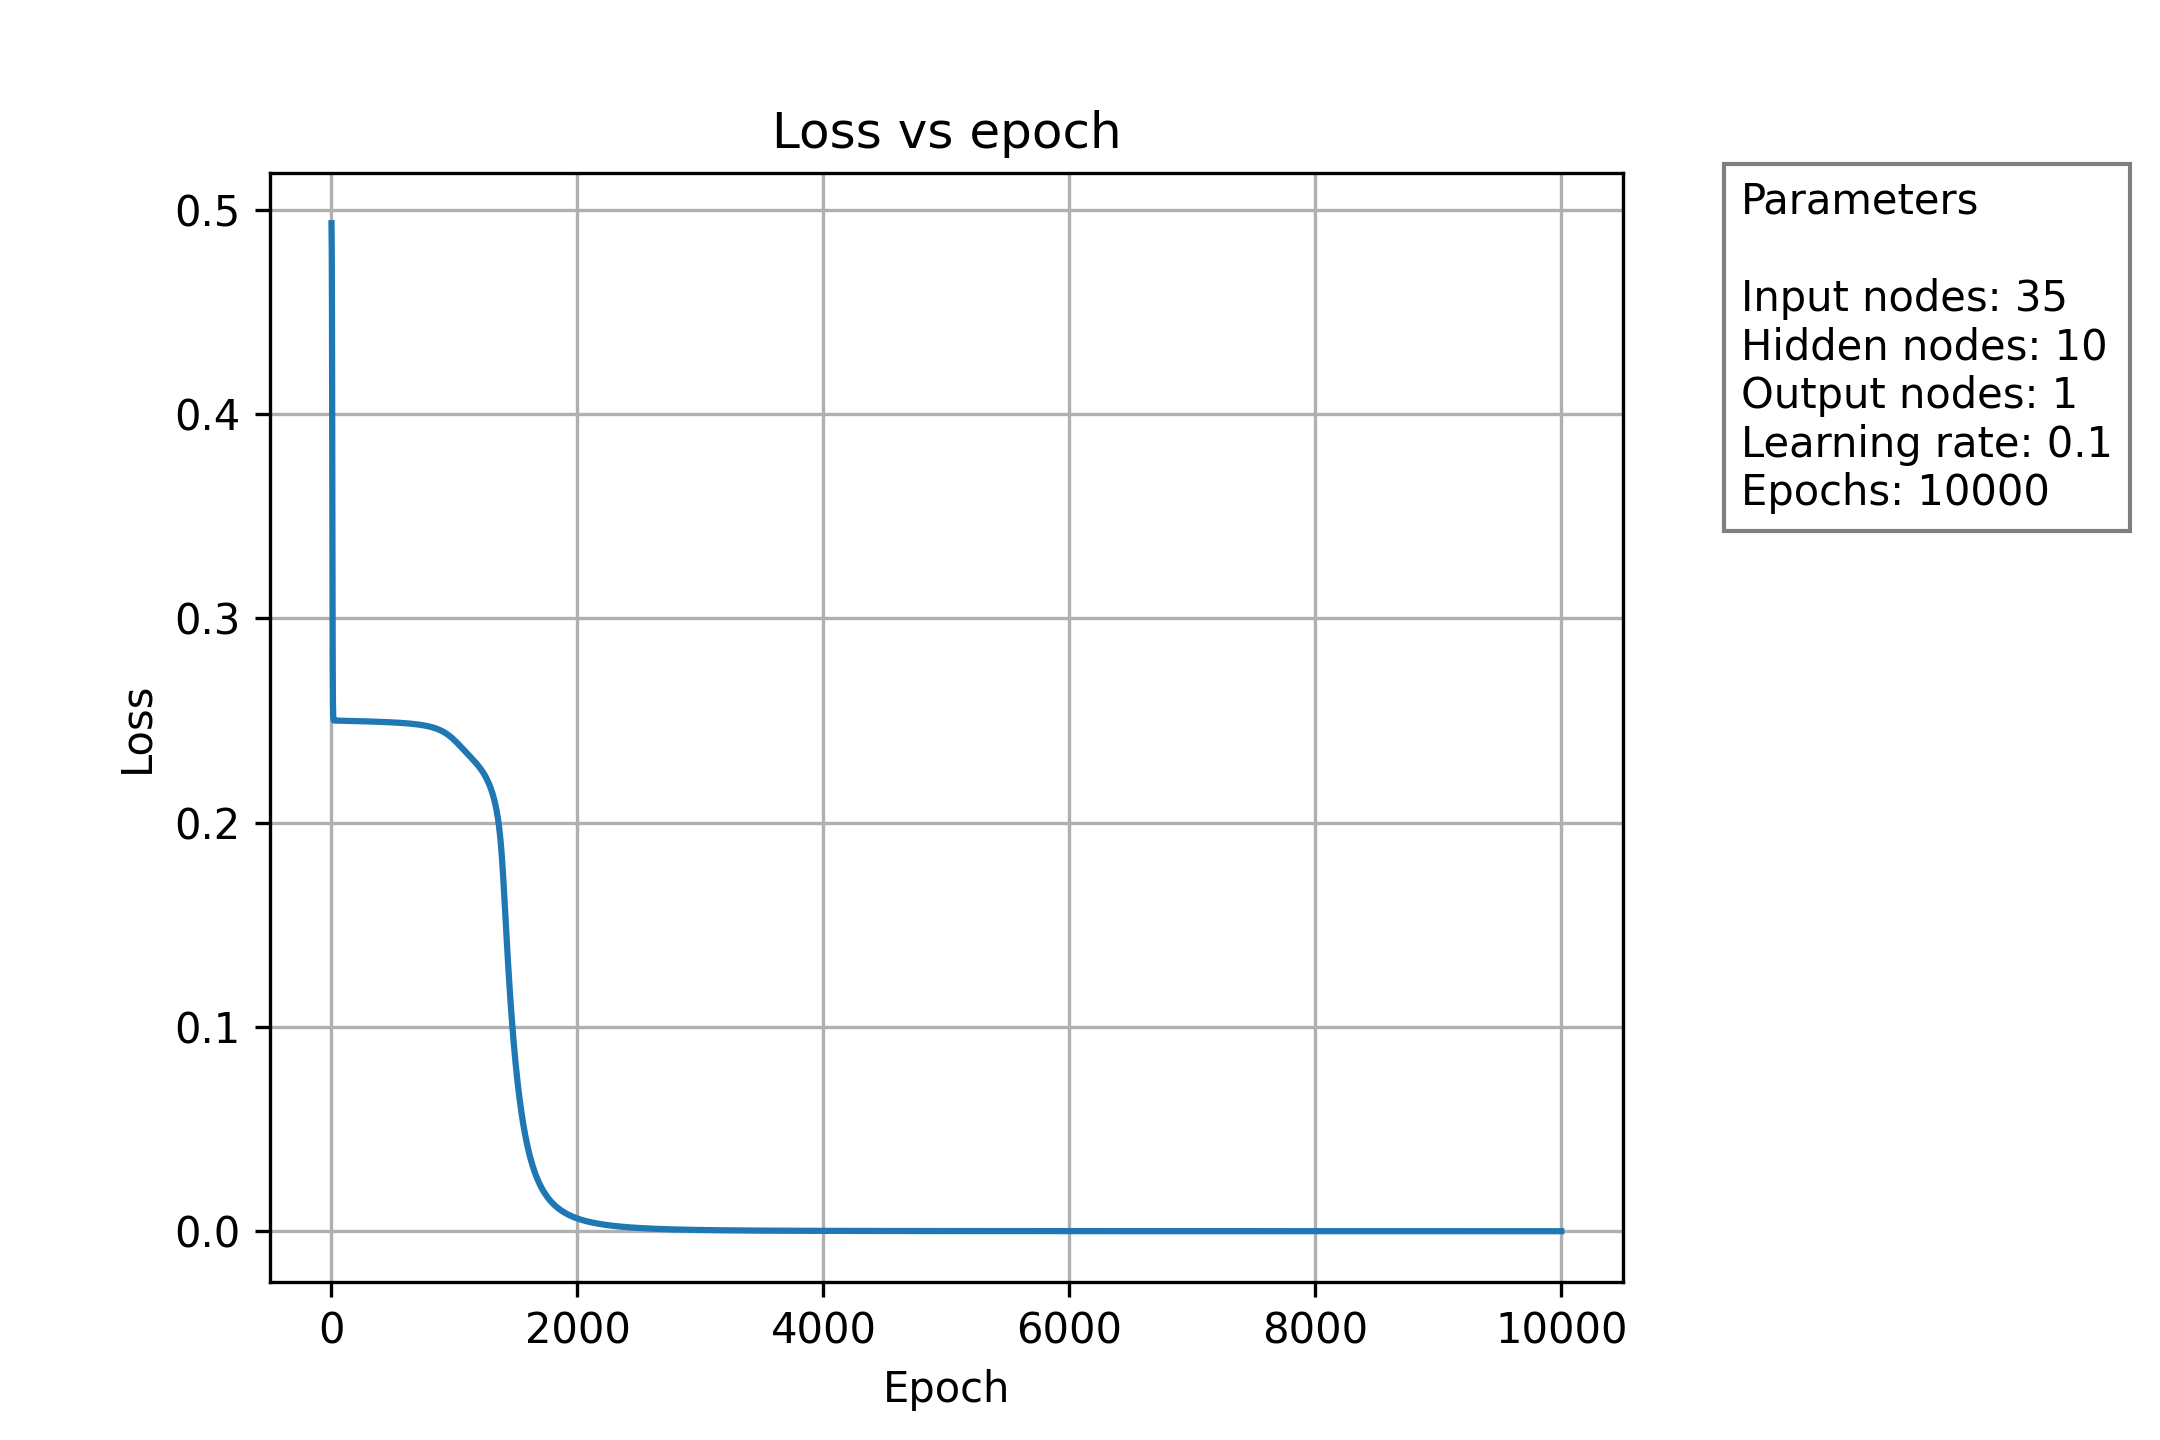 Loss vs epoch
0.5
0.4
0.3
0.2
0.1
0.0
Loss
0 2000 4000 6000 8000 10000
Epoch
Parameters
Input nodes: 35
Hidden nodes: 10
Output nodes: 1
Learning rate: 0.1
Epochs: 10000